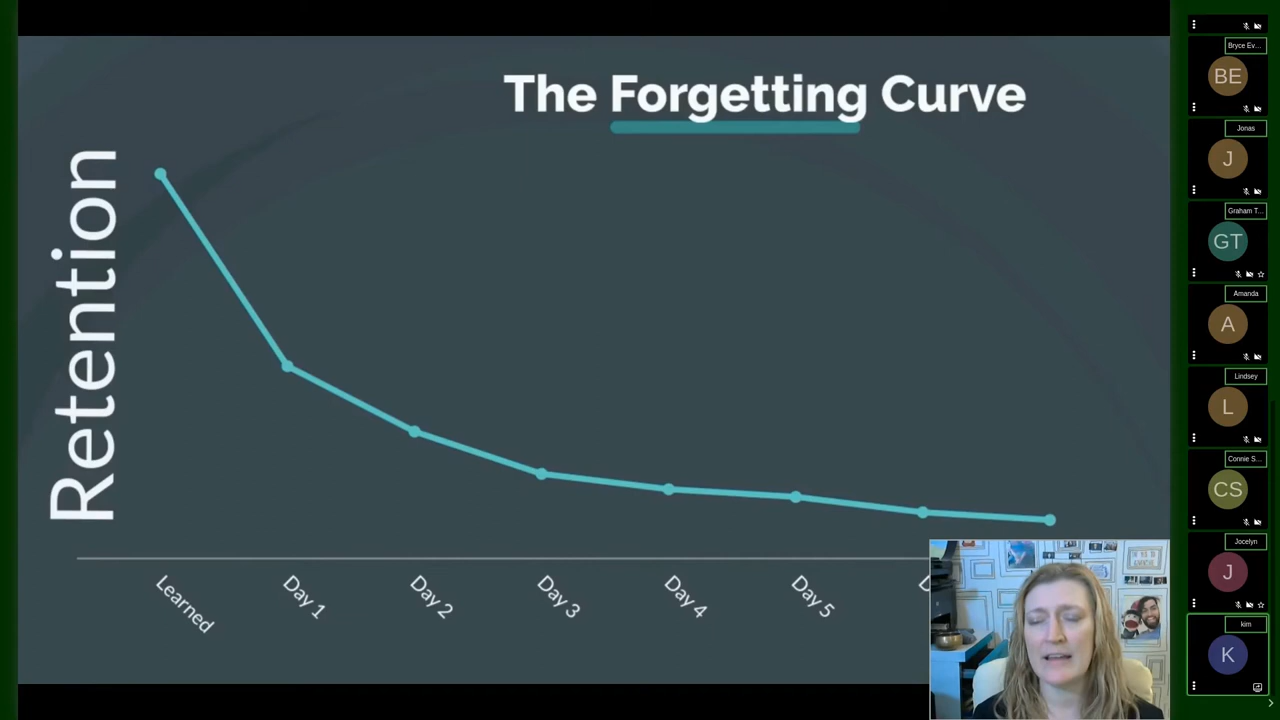 The Forgetting Curve
Retention
Learned
Day 1
Day 2
Day 3
Day 4
Day 5
Bryce Ev...
BE
Jonas
J
Graham T...
GT
Amanda
A
Lindsey
L
Connie S...
CS
Jocelyn
J
kim
K